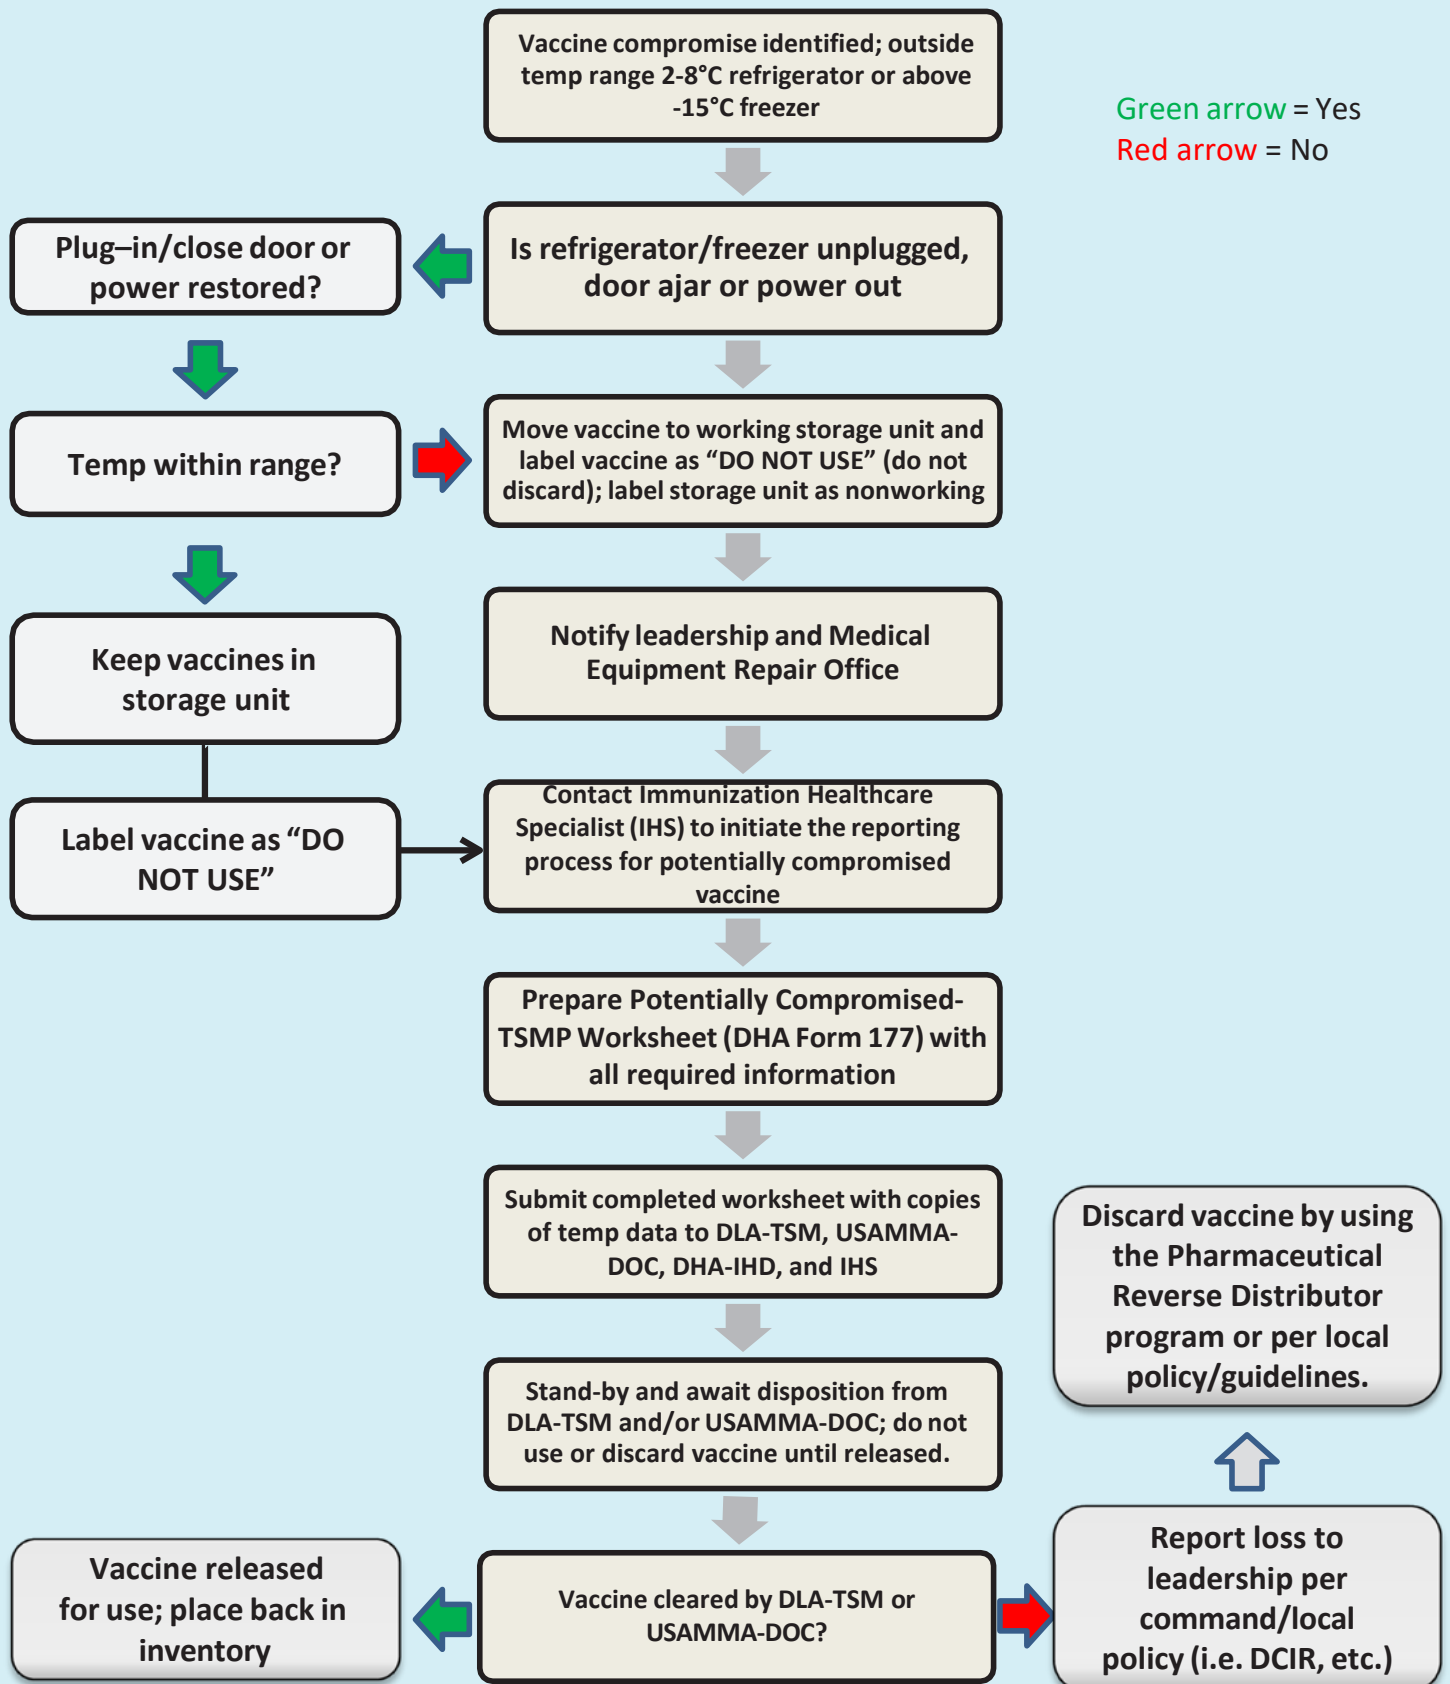 Vaccine compromise identified; outside
temp range 2-8°C refrigerator or above
-15°C freezer
Green arrow = Yes
Red arrow = No
Is refrigerator/freezer unplugged,
door ajar or power out
Plug–in/close door or
power restored?
Temp within range?
Move vaccine to working storage unit and
label vaccine as “DO NOT USE” (do not
discard); label storage unit as nonworking
Keep vaccines in
storage unit
Notify leadership and Medical
Equipment Repair Office
Label vaccine as “DO
NOT USE”
Contact Immunization Healthcare
Specialist (IHS) to initiate the reporting
process for potentially compromised
vaccine
Prepare Potentially Compromised-
TSMP Worksheet (DHA Form 177) with
all required information
Submit completed worksheet with copies
of temp data to DLA-TSM, USAMMA-
DOC, DHA-IHD, and IHS
Stand-by and await disposition from
DLA-TSM and/or USAMMA-DOC; do not
use or discard vaccine until released.
Vaccine cleared by DLA-TSM or
USAMMA-DOC?
Vaccine released
for use; place back in
inventory
Report loss to
leadership per
command/local
policy (i.e. DCIR, etc.)
Discard vaccine by using
the Pharmaceutical
Reverse Distributor
program or per local
policy/guidelines.